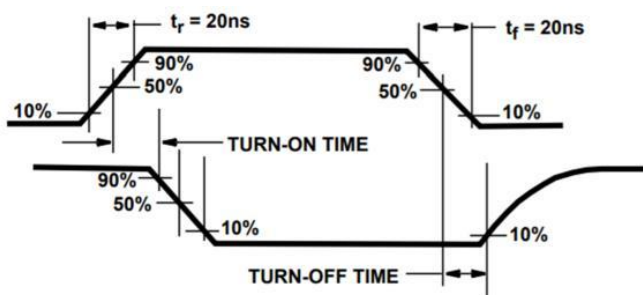 tr = 20ns
tf = 20ns
90%
50%
10%
90%
50%
10%
TURN-ON TIME
90%
50%
10%
10%
TURN-OFF TIME